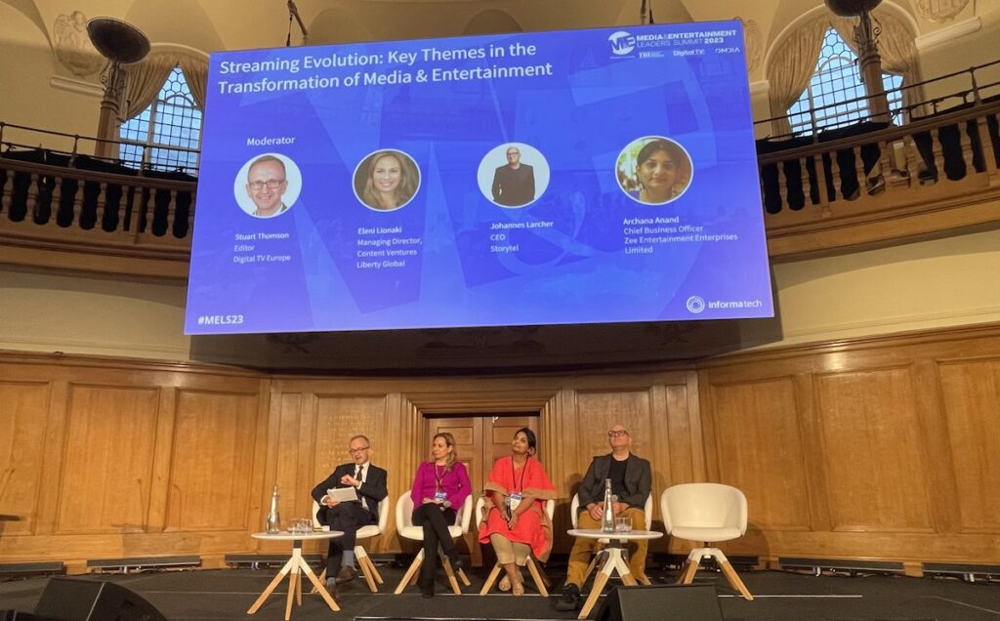 Streaming Evolution: Key Themes in the
Transformation of Media & Entertainment
MEDIA&ENTERTAINMENT
LEADERS SUMMIT 2023
TBI
Digital TV
OMDIA
Moderator
Stuart Thomson
Editor
Digital TV Europe
Eleni Lionaki
Managing Director,
Content Ventures
Liberty Global
Johannes Larcher
CEO
Storytel
Archana Anand
Chief Business Officer
Zee Entertainment Enterprises
Limited
#MELS23
informa tech